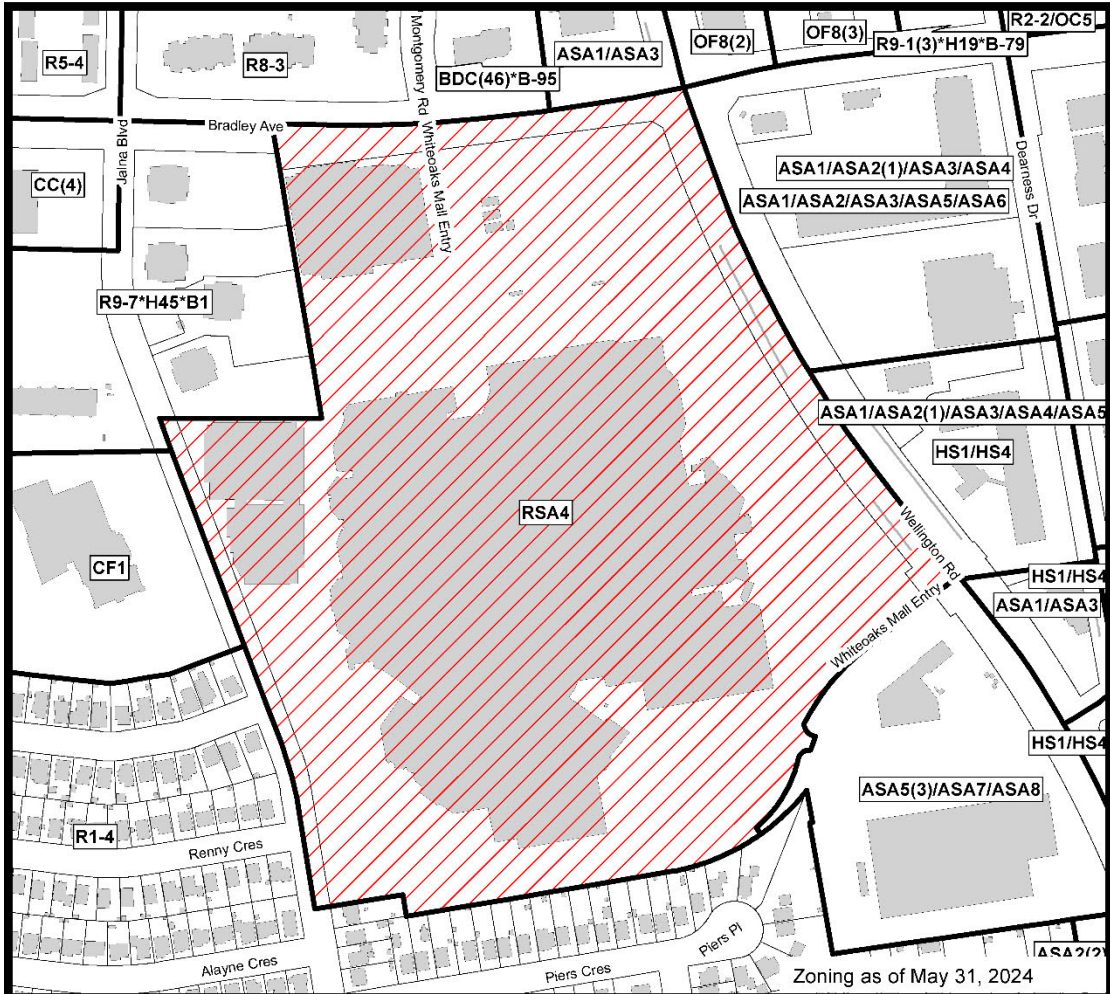 R2-2/OC5
OF8(3)
OF8(2)
R9-1(3)*H19*B-79
ASA1/ASA3
R5-4
R8-3
Montgomery Rd
BDC(46)*B-95
Bradley Ave
Jalna Blvd
Whiteoaks Mall Entry
Dearness Dr
CC(4)
ASA1/ASA2(1)/ASA3/ASA4
ASA1/ASA2/ASA3/ASA5/ASA6
R9-7*H45*B1
ASA1/ASA2(1)/ASA3/ASA4/ASA5
HS1/HS4
RSA4
Wellington Rd
CF1
HS1/HS4
ASA1/ASA3
Whiteoaks Mall Entry
HS1/HS4
ASA5(3)/ASA7/ASA8
R1-4
Renny Cres
Piers Pl
Alayne Cres
Piers Cres
ASA2(2)
Zoning as of May 31, 2024